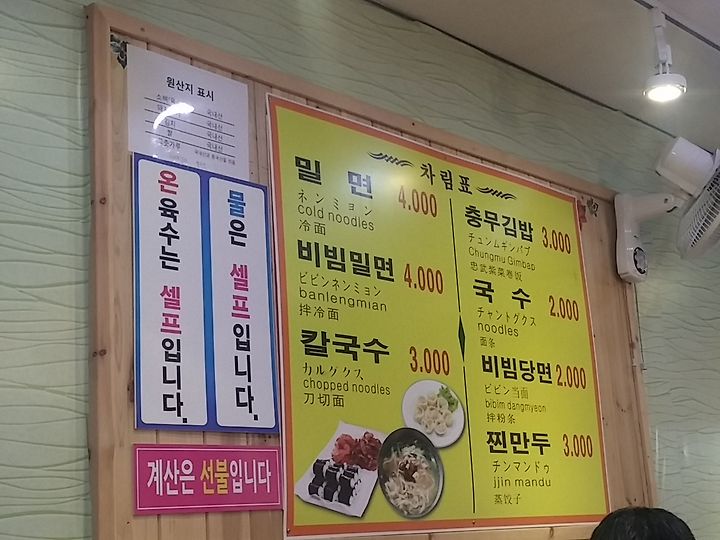 원산지 표시
국내산
국내산
국내산
쌀 국내산
국내산
온 육수는 셀프입니다.
물은 셀프입니다.
계산은 선불입니다
차림표
밀 면 4.000
ネンミョン
cold noodles
冷面
비빔밀면 4.000
ビビンネンミョン
banlengmian
拌冷面
칼국수 3.000
カルククス
chopped noodles
刀切面
충무김밥 3.000
チュンムギンパプ
Chungmu Gimbap
忠武紫菜卷饭
국 수 2.000
チャントグクス
noodles
面条
비빔당면 2.000
ビビン当面
bibim dangmyeon
拌粉条
찐만두 3.000
チンマンドゥ
jjin mandu
蒸饺子